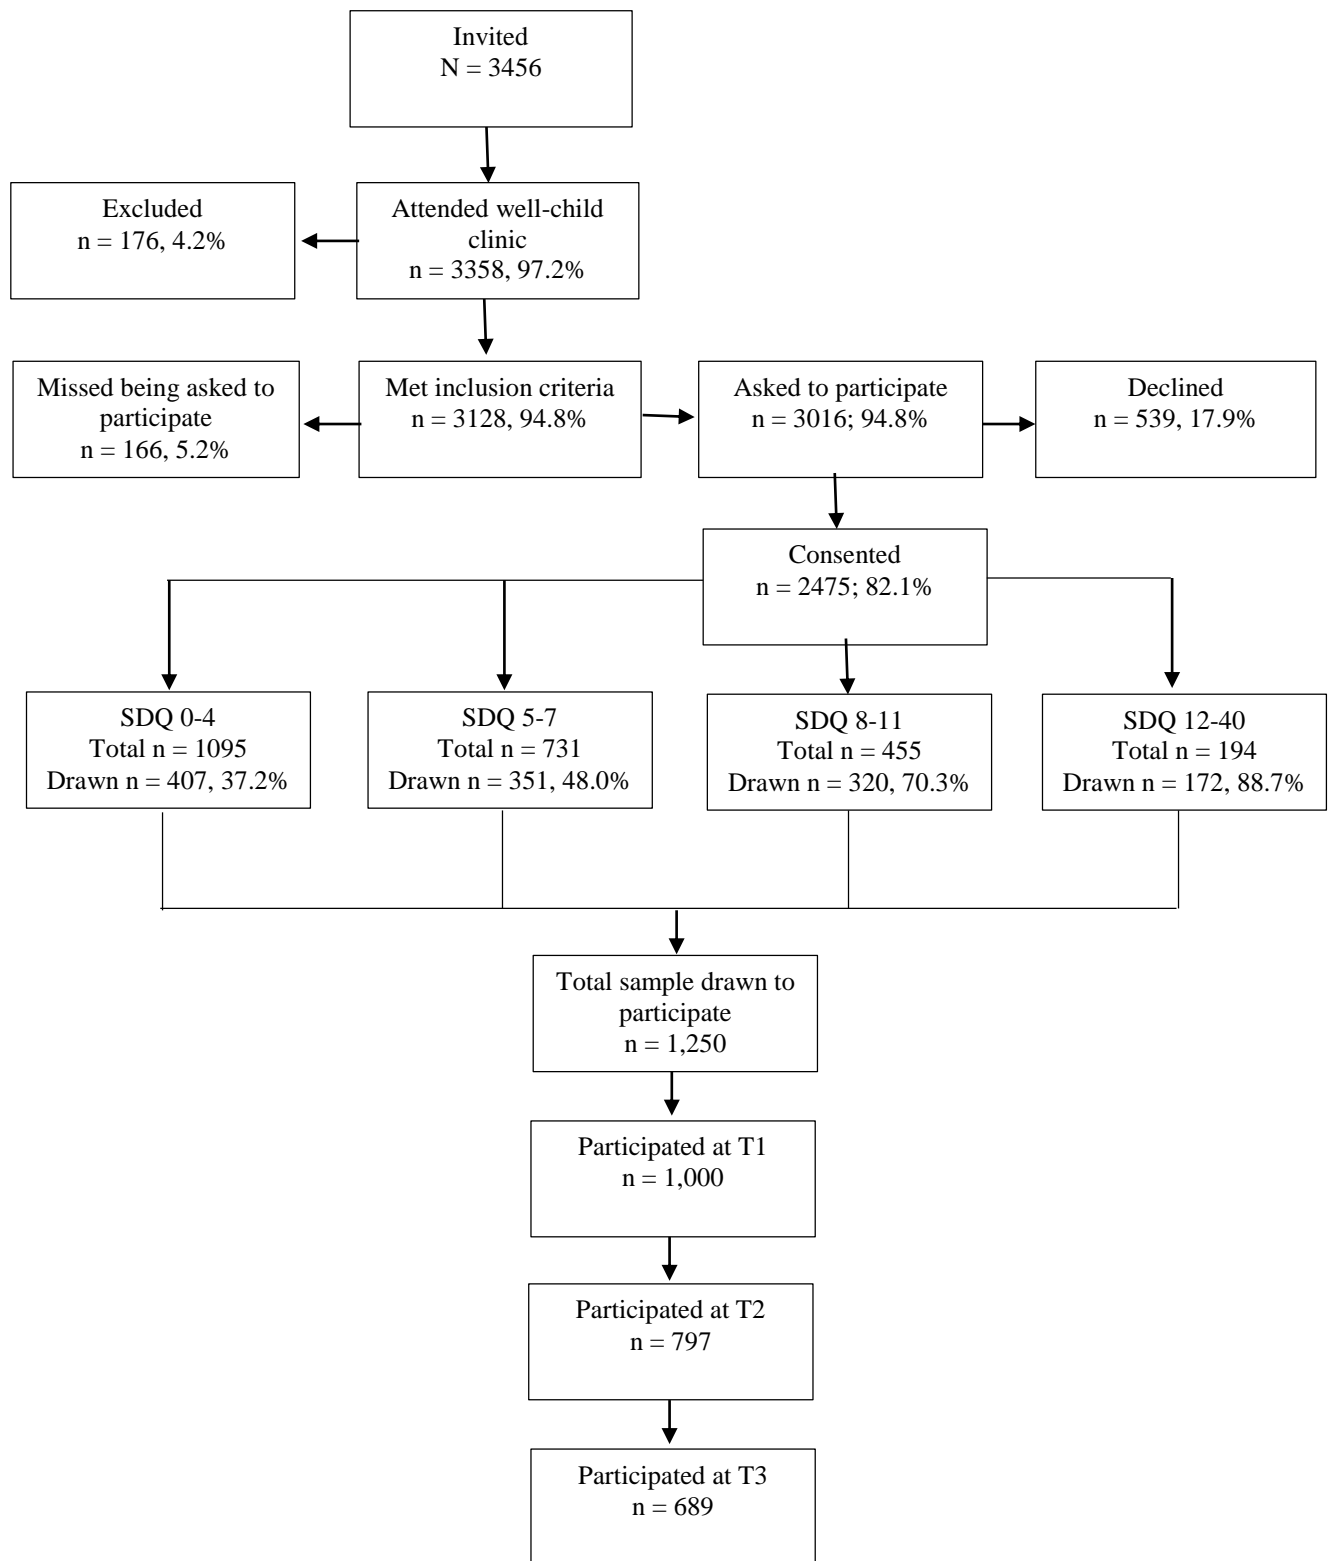 Invited
N = 3456
Excluded
n = 176, 4.2%
Attended well-child
clinic
n = 3358, 97.2%
Missed being asked to
participate
n = 166, 5.2%
Met inclusion criteria
n = 3128, 94.8%
Asked to participate
n = 3016; 94.8%
Declined
n = 539, 17.9%
Consented
n = 2475; 82.1%
SDQ 0-4
Total n = 1095
Drawn n = 407, 37.2%
SDQ 5-7
Total n = 731
Drawn n = 351, 48.0%
SDQ 8-11
Total n = 455
Drawn n = 320, 70.3%
SDQ 12-40
Total n = 194
Drawn n = 172, 88.7%
Total sample drawn to
participate
n = 1,250
Participated at T1
n = 1,000
Participated at T2
n = 797
Participated at T3
n = 689